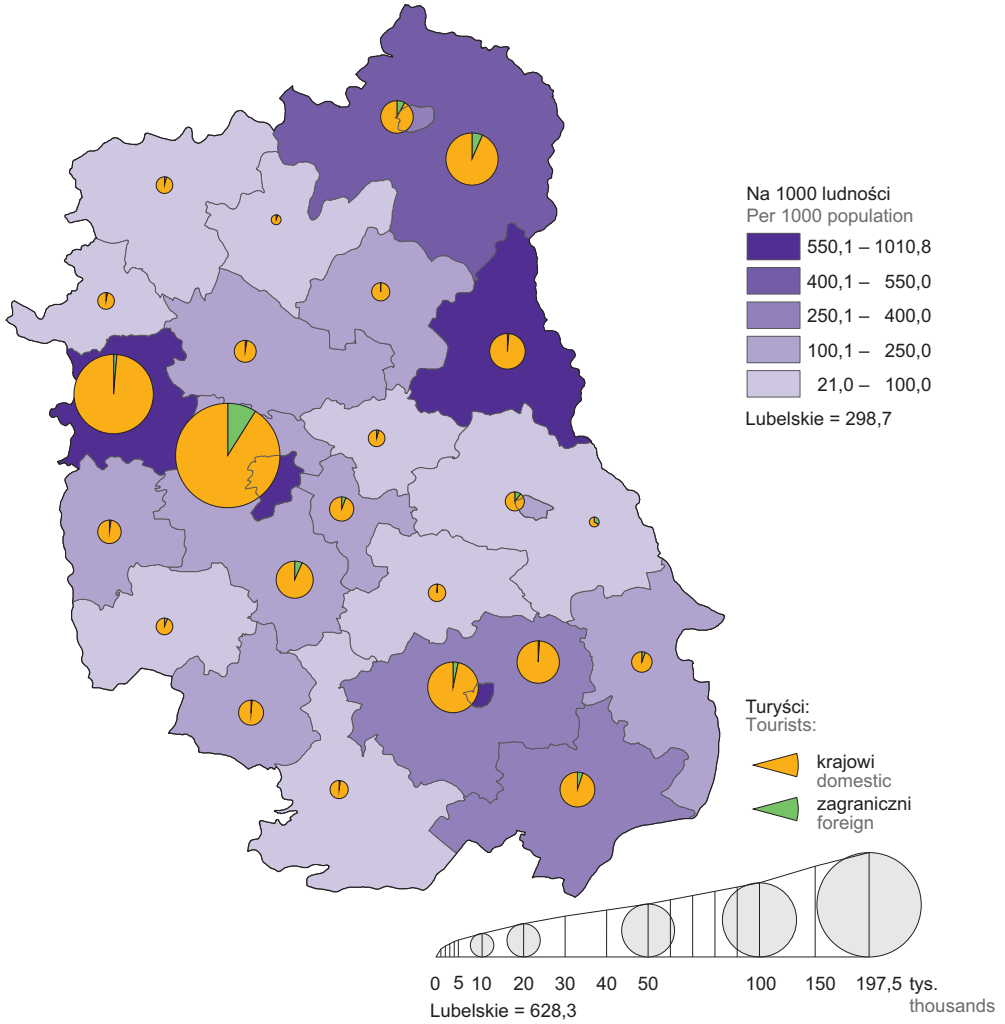 Na 1000 ludności
Per 1000 population
550,1 – 1010,8
400,1 – 550,0
250,1 – 400,0
100,1 – 250,0
21,0 – 100,0
Lubelskie = 298,7
Turyści:
Tourists:
krajowi
domestic
zagraniczni
foreign
0 5 10 20 30 40 50 100 150 197,5 tys.
thousands
Lubelskie = 628,3